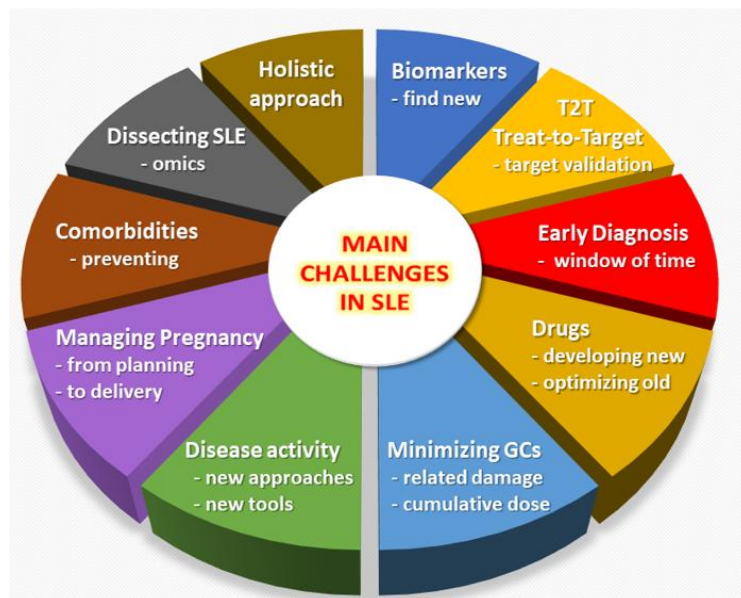 MAIN
CHALLENGES
IN SLE
Biomarkers
- find new
T2T
Treat-to-Target
- target validation
Early Diagnosis
- window of time
Drugs
- developing new
- optimizing old
Minimizing GCs
- related damage
- cumulative dose
Disease activity
- new approaches
- new tools
Managing Pregnancy
- from planning
- to delivery
Comorbidities
- preventing
Dissecting SLE
- omics
Holistic
approach